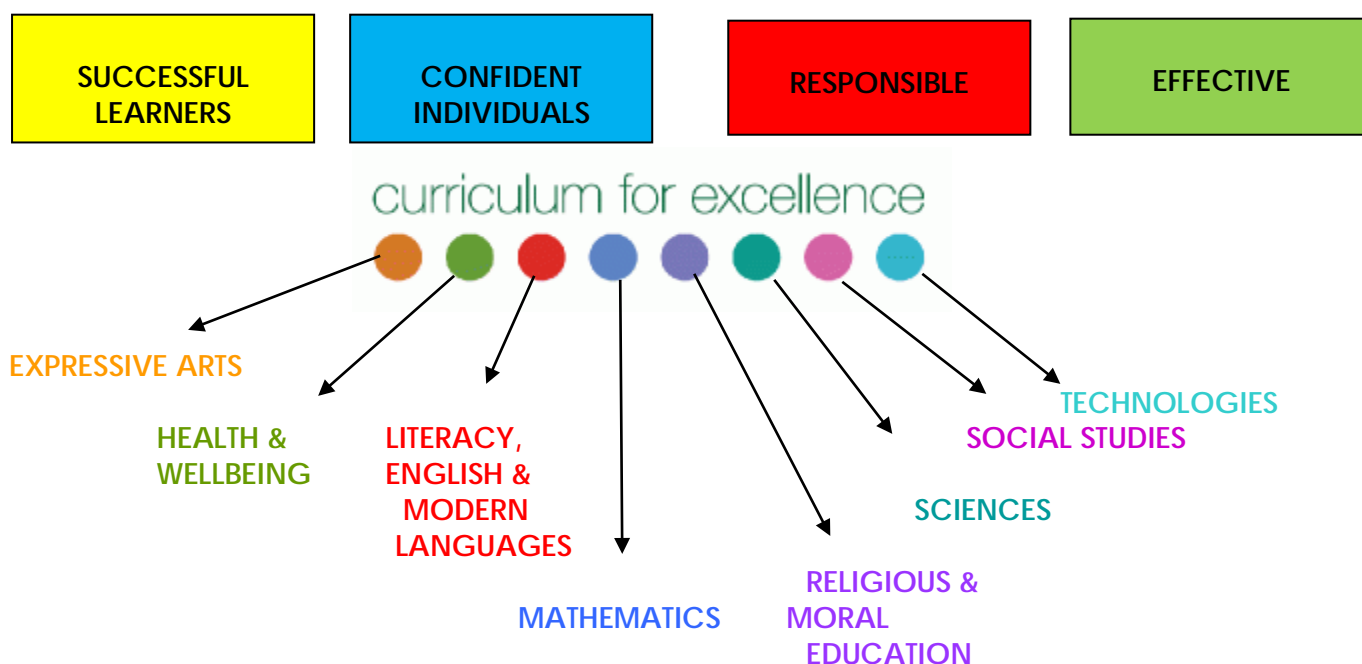 SUCCESSFUL
LEARNERS
CONFIDENT
INDIVIDUALS
RESPONSIBLE
EFFECTIVE
curriculum for excellence
EXPRESSIVE ARTS
HEALTH &
WELLBEING
LITERACY,
ENGLISH &
MODERN
LANGUAGES
MATHEMATICS
RELIGIOUS &
MORAL
EDUCATION
SCIENCES
SOCIAL STUDIES
TECHNOLOGIES